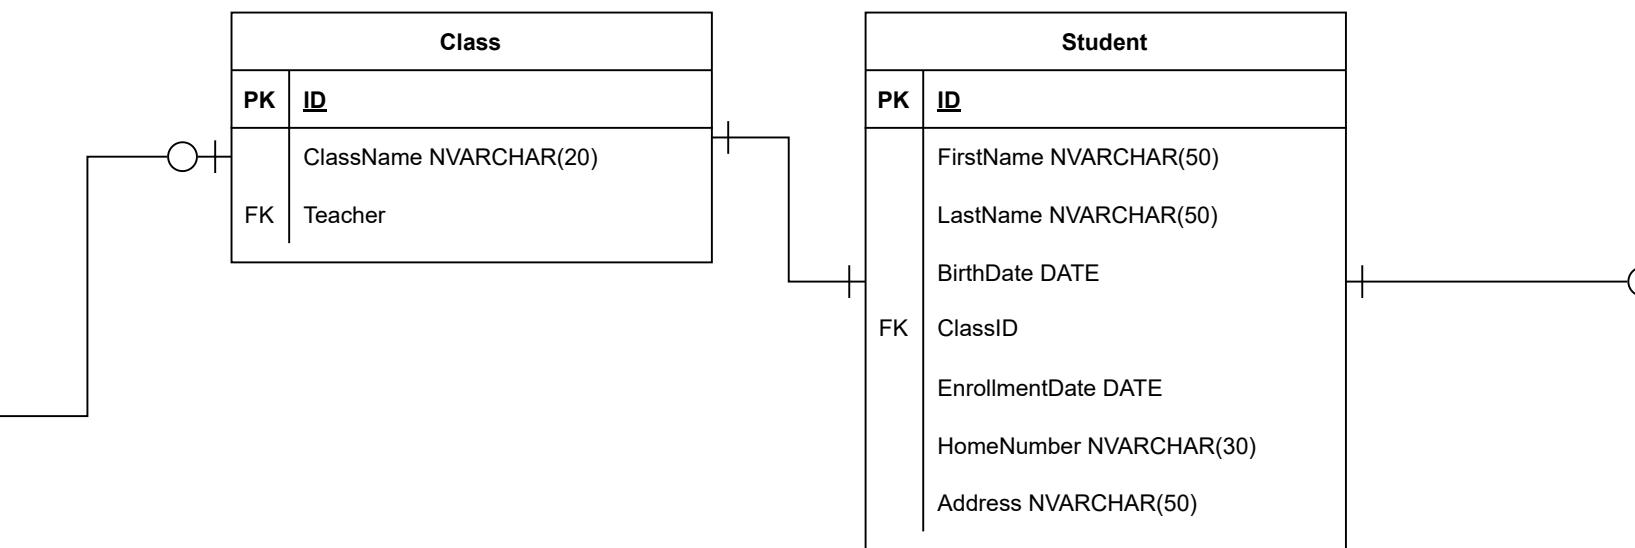 Class
PK ID
ClassName NVARCHAR(20)
FK Teacher
Student
PK ID
FirstName NVARCHAR(50)
LastName NVARCHAR(50)
BirthDate DATE
FK ClassID
EnrollmentDate DATE
HomeNumber NVARCHAR(30)
Address NVARCHAR(50)